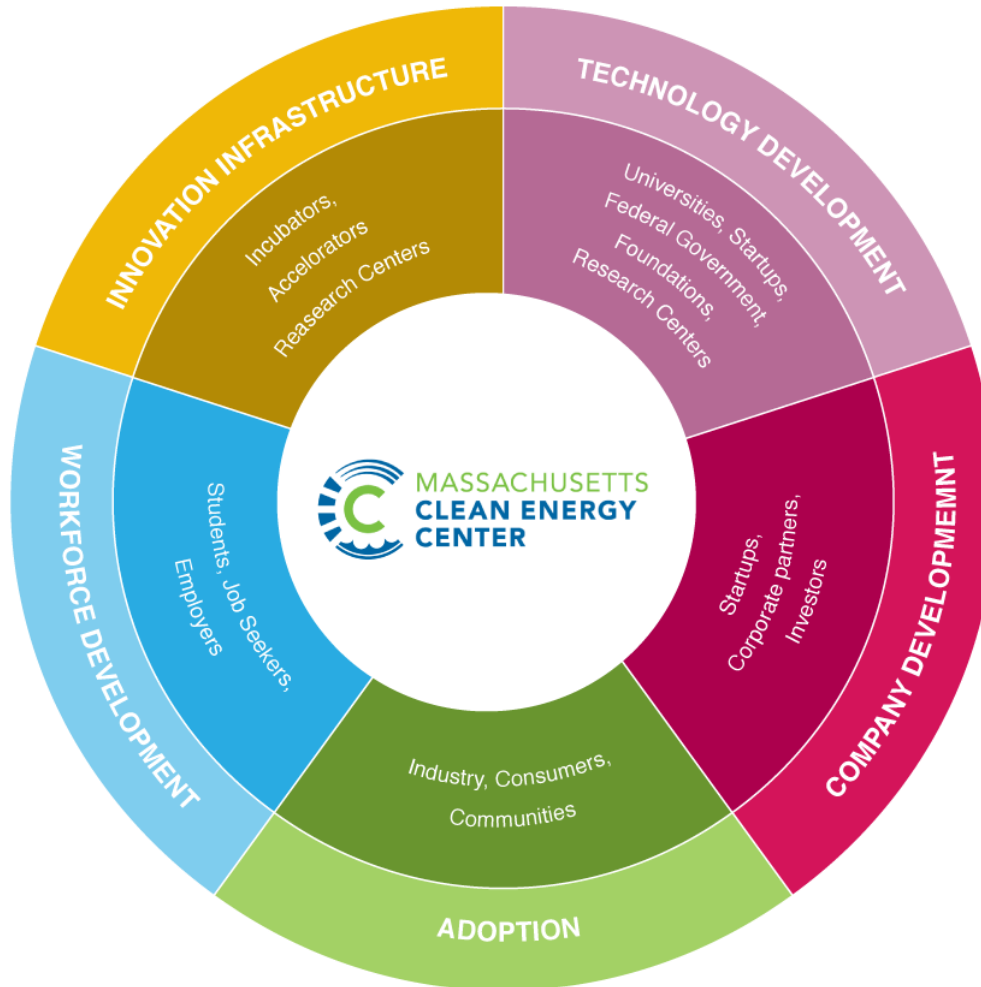 INNOVATION INFRASTRUCTURE
Incubators,
Accelorators
Reasearch Centers
TECHNOLOGY DEVELOPMENT
Universities, Startups,
Federal Government,
Foundations,
Research Centers
COMPANY DEVELOPEMNT
Startups,
Corporate partners,
Investors
ADOPTION
Industry, Consumers,
Communities
WORKFORCE DEVELOPMENT
Students, Job Seekers,
Employers
C
MASSACHUSETTS
CLEAN ENERGY
CENTER